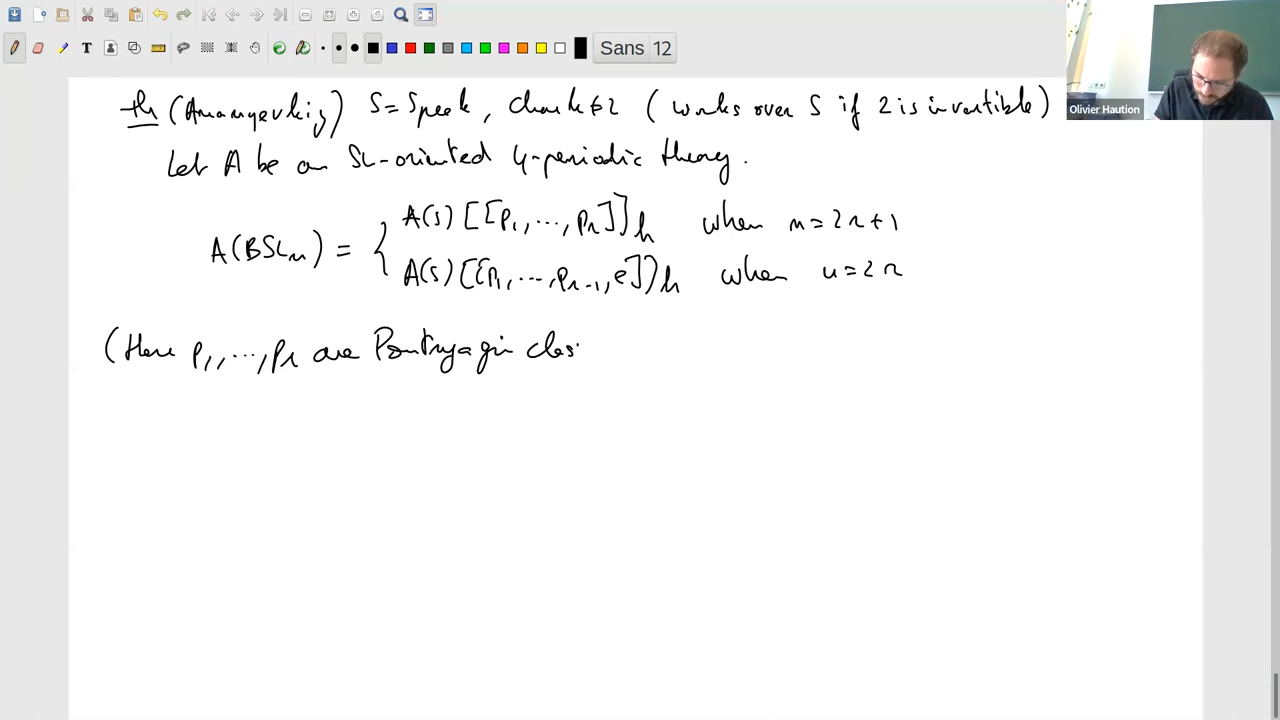 Sans 12
Olivier Haution
Th (Ananyevskiy) S = Spec k, char k ≠ 2 (works over S if 2 is invertible)
Let A be an SL-oriented η-periodic theory.
A(BSLn) = { A(S)[[p1, ..., pr]]h when n = 2r+1
A(S)[[p1, ..., pr-1, e]]h when n = 2r
(Here p1, ..., pr are Pontryagin clas